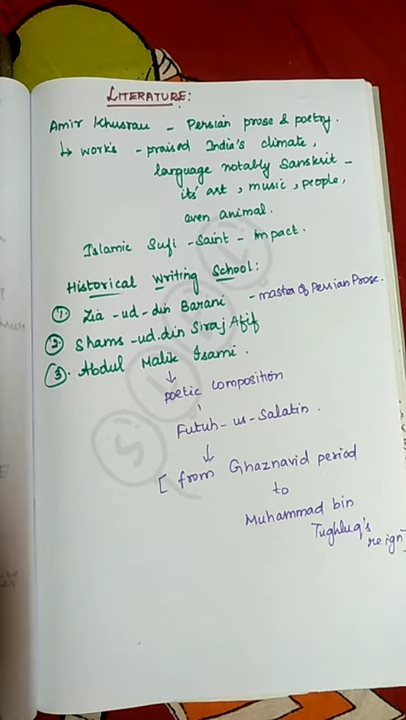 LITERATURE:
Amir Khusrau - Persian prose & poetry.
↳ works - praised India's climate,
language notably Sanskrit -
its art, music, people,
even animal.
Islamic Sufi - Saint - impact.
Historical Writing School:
① Zia-ud-din Barani - master of Persian Prose.
② Shams-ud.din Siraj Afif
③. Abdul Malik Isami.
↓
poetic composition
Futuh-us-Salatin.
↓
[ from Ghaznavid period
to
Muhammad bin
Tughluq's
reign]